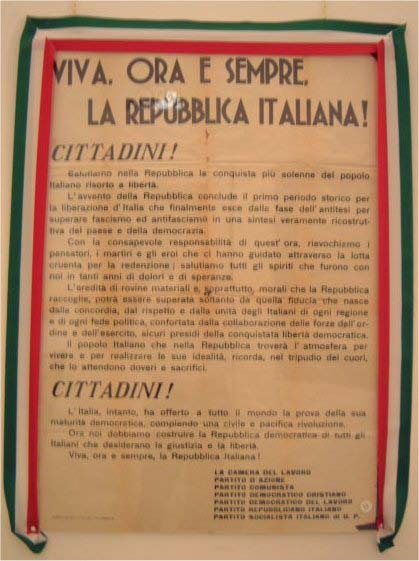 VIVA, ORA E SEMPRE,
LA REPUBBLICA ITALIANA!
CITTADINI!
Salutiamo nella Repubblica la conquista più solenne del popolo
Italiano risorto a libertà.
L'avvento della Repubblica conclude il primo periodo storico per
la liberazione d'Italia che finalmente esce dalla fase dell'antitesi per
superare fascismo ed antifascismo in una sintesi veramente ricostrut-
tiva del paese e della democrazia.
Con la consapevole responsabilità di quest'ora, rievochiamo i
pensatori, i martiri e gli eroi che ci hanno guidato attraverso la lotta
cruenta per la redenzione; salutiamo tutti gli spiriti che furono con
noi in tanti anni di dolori e di speranze.
L'eredità di rovine materiali e, soprattutto, morali che la Repubblica
raccoglie, potrà essere superata soltanto da quella fiducia che nasce
dalla concordia, dal rispetto e dalla unità degli Italiani di ogni regione
e di ogni fede politica, confortata dalla collaborazione delle forze dell'or-
dine e dell'esercito, sicuri presidi della conquistata libertà democratica.
Il popolo Italiano che nella Repubblica troverà l'atmosfera per
vivere e per realizzare le sue idealità, ricorda, nel tripudio dei cuori,
che lo attendono doveri e sacrifici.
CITTADINI!
L'Italia, intanto, ha offerto a tutto il mondo la prova della sua
maturità democratica, compiendo una civile e pacifica rivoluzione.
Ora noi dobbiamo costruire la Repubblica democratica di tutti gli
Italiani che desiderano la giustizia e la libertà.
Viva, ora e sempre, la Repubblica Italiana!
LA CAMERA DEL LAVORO
PARTITO D'AZIONE
PARTITO COMUNISTA
PARTITO DEMOCRATICO CRISTIANO
PARTITO DEMOCRATICO DEL LAVORO
PARTITO REPUBBLICANO ITALIANO
PARTITO SOCIALISTA ITALIANO di U. P.